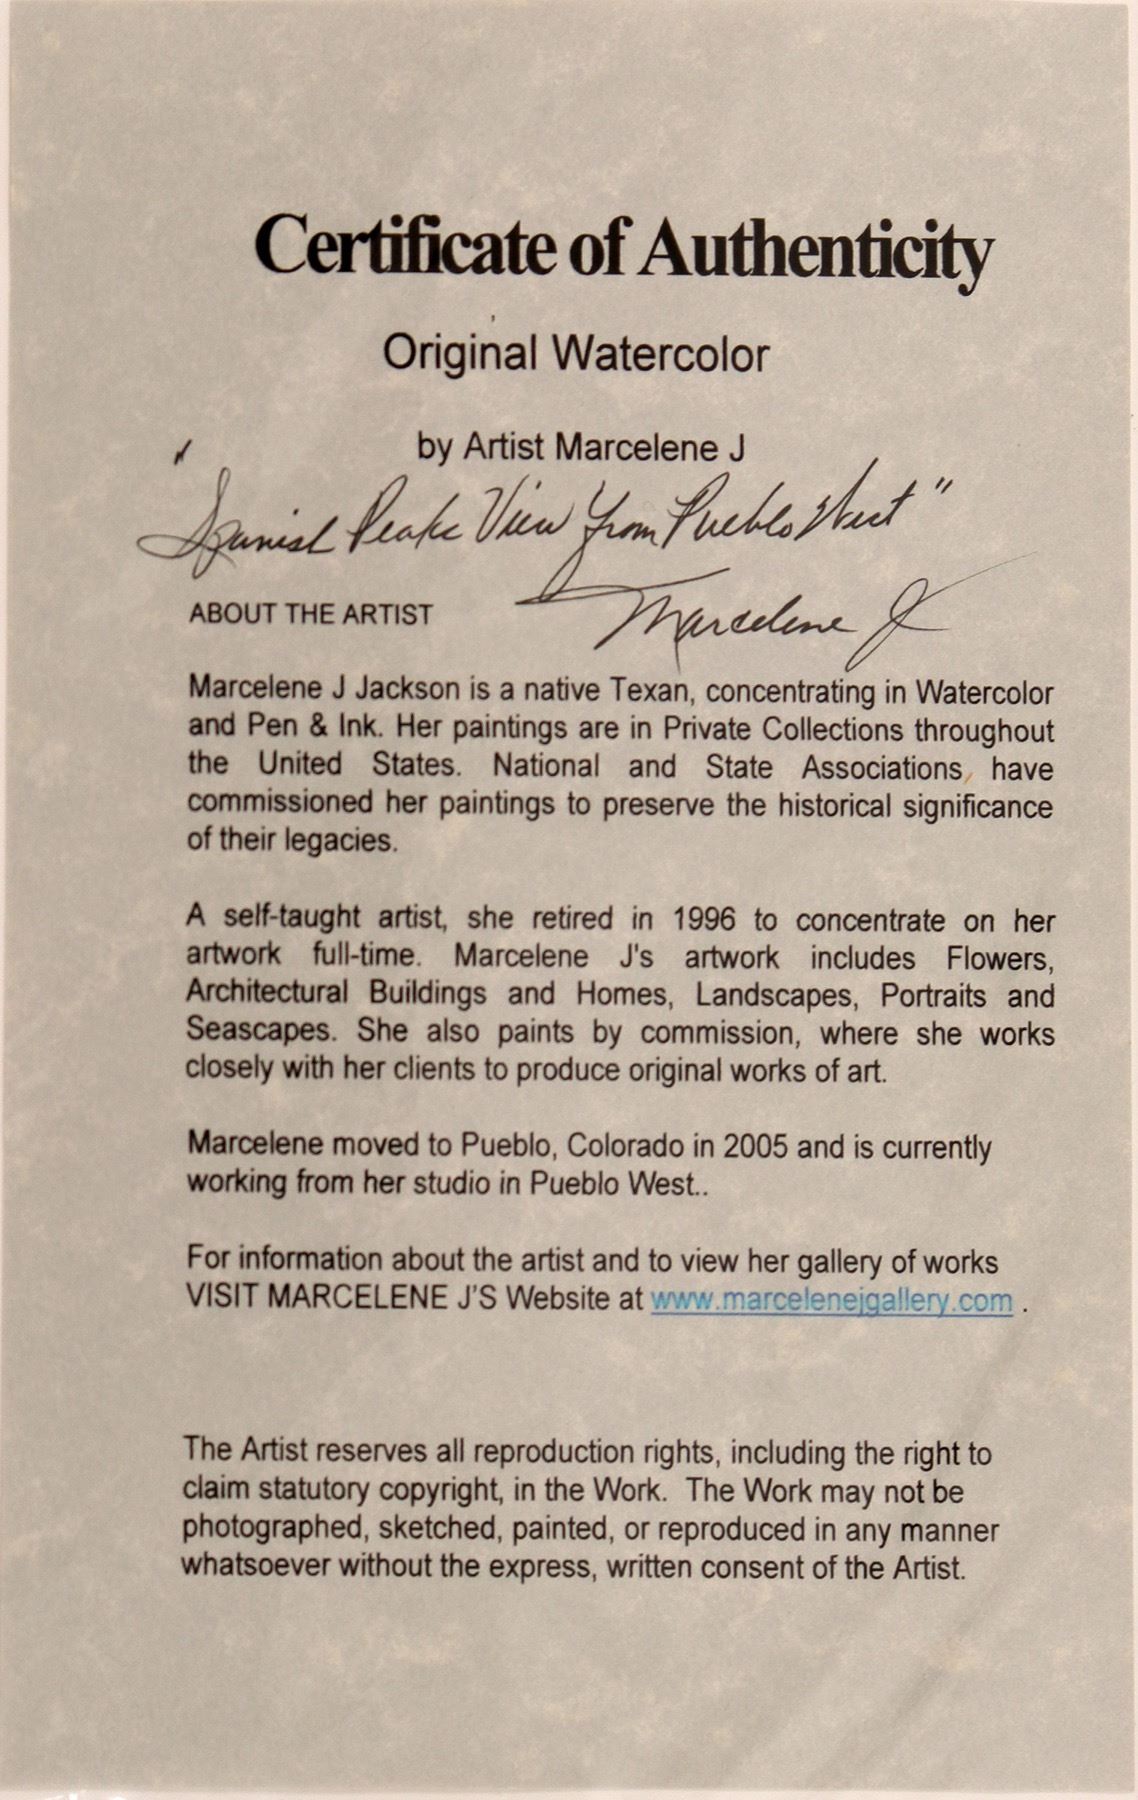 Certificate of Authenticity
Original Watercolor
by Artist Marcelene J
"Spanish Peaks View From Pueblo West"
Marcelene J
ABOUT THE ARTIST
Marcelene J Jackson is a native Texan, concentrating in Watercolor
and Pen & Ink. Her paintings are in Private Collections throughout
the United States. National and State Associations, have
commissioned her paintings to preserve the historical significance
of their legacies.
A self-taught artist, she retired in 1996 to concentrate on her
artwork full-time. Marcelene J's artwork includes Flowers,
Architectural Buildings and Homes, Landscapes, Portraits and
Seascapes. She also paints by commission, where she works
closely with her clients to produce original works of art.
Marcelene moved to Pueblo, Colorado in 2005 and is currently
working from her studio in Pueblo West..
For information about the artist and to view her gallery of works
VISIT MARCELENE J'S Website at www.marcelenejgallery.com .
The Artist reserves all reproduction rights, including the right to
claim statutory copyright, in the Work. The Work may not be
photographed, sketched, painted, or reproduced in any manner
whatsoever without the express, written consent of the Artist.